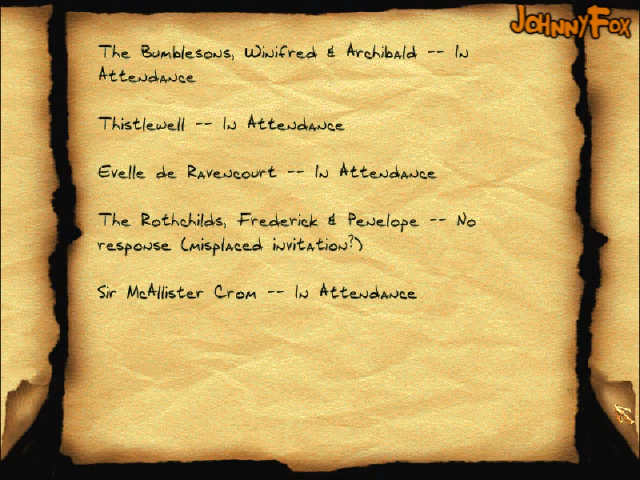 JohnnyFox
The Bumblesons, Winifred & Archibald -- In
Attendance
Thistlewell -- In Attendance
Evelle de Ravencourt -- In Attendance
The Rothchilds, Frederick & Penelope -- No
response (misplaced invitation?)
Sir McAllister Crom -- In Attendance